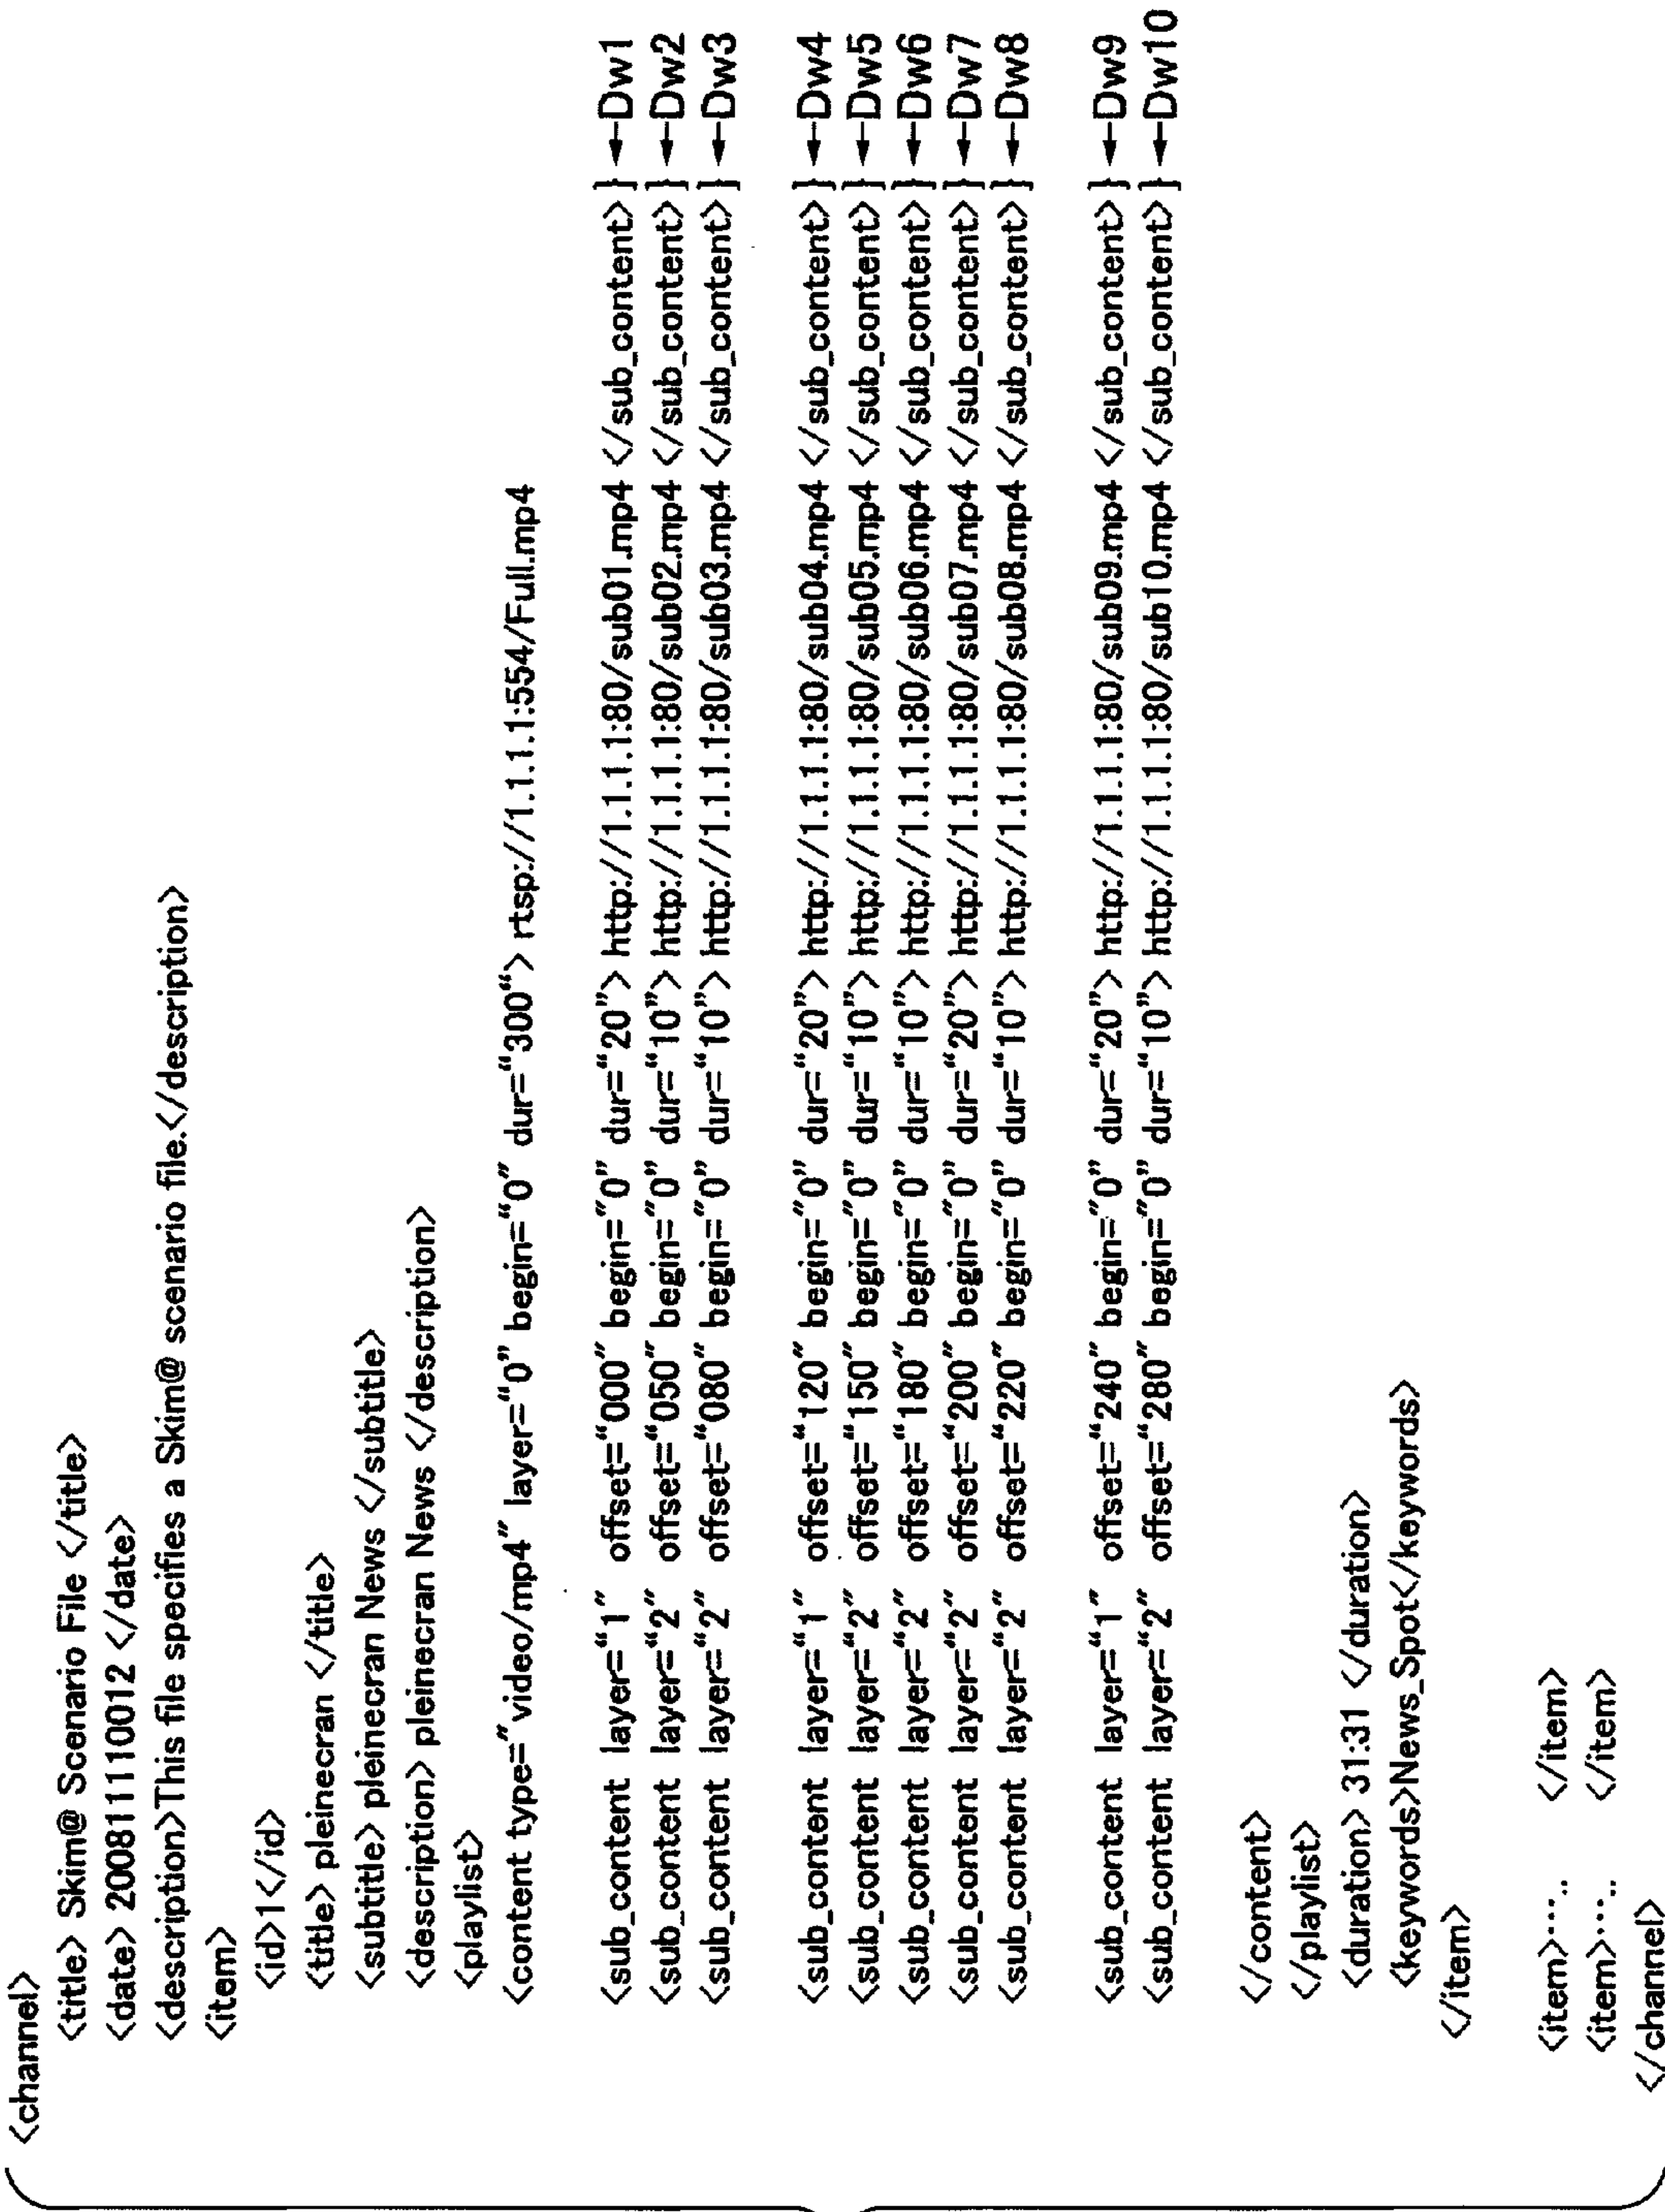 <channel>
<title> Skim@ Scenario File </title>
<date> 200811110012 </date>
<description>This file specifies a Skim@ scenario file.</description>
<item>
<id>1</id>
<title> pleinecran </title>
<subtitle> pleinecran News </subtitle>
<description> pleinecran News </description>
<playlist>
<content type="video/mp4" layer="0" begin="0" dur="300"> rtsp://1.1.1.1:554/Full.mp4
<sub_content layer="1" offset="000" begin="0" dur="20"> http://1.1.1.1:80/sub01.mp4 </sub_content> }←Dw1
<sub_content layer="2" offset="050" begin="0" dur="10"> http://1.1.1.1:80/sub02.mp4 </sub_content> }←Dw2
<sub_content layer="2" offset="080" begin="0" dur="10"> http://1.1.1.1:80/sub03.mp4 </sub_content> }←Dw3
<sub_content layer="1" offset="120" begin="0" dur="20"> http://1.1.1.1:80/sub04.mp4 </sub_content> }←Dw4
<sub_content layer="2" offset="150" begin="0" dur="10"> http://1.1.1.1:80/sub05.mp4 </sub_content> }←Dw5
<sub_content layer="2" offset="180" begin="0" dur="10"> http://1.1.1.1:80/sub06.mp4 </sub_content> }←Dw6
<sub_content layer="2" offset="200" begin="0" dur="20"> http://1.1.1.1:80/sub07.mp4 </sub_content> }←Dw7
<sub_content layer="2" offset="220" begin="0" dur="10"> http://1.1.1.1:80/sub08.mp4 </sub_content> }←Dw8
<sub_content layer="1" offset="240" begin="0" dur="20"> http://1.1.1.1:80/sub09.mp4 </sub_content> }←Dw9
<sub_content layer="2" offset="280" begin="0" dur="10"> http://1.1.1.1:80/sub10.mp4 </sub_content> }←Dw10
</content>
</playlist>
<duration> 31:31 </duration>
<keywords>News_Spot</keywords>
</item>
<item>..... </item>
<item>..... </item>
</channel>